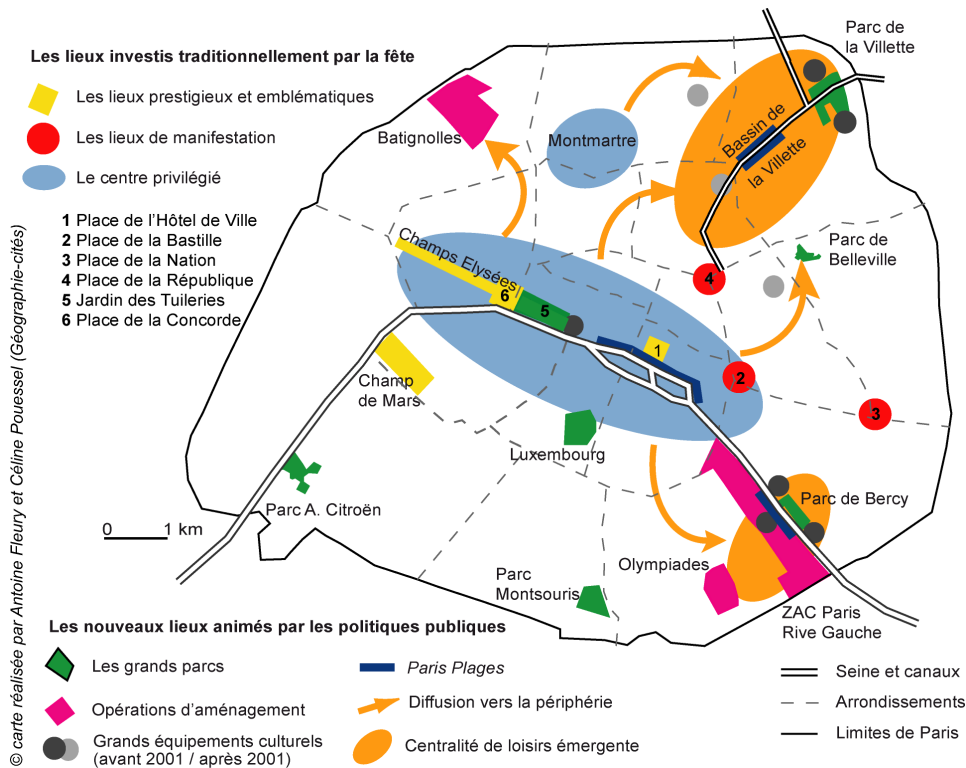 Les lieux investis traditionnellement par la fête
Les lieux prestigieux et emblématiques
Les lieux de manifestation
Le centre privilégié
1 Place de l'Hôtel de Ville
2 Place de la Bastille
3 Place de la Nation
4 Place de la République
5 Jardin des Tuileries
6 Place de la Concorde
Parc de
la Villette
Batignolles
Montmartre
Bassin de
la Villette
Champs Elysées
Parc de
Belleville
4
6
5
1
2
3
Champ
de Mars
Luxembourg
Parc A. Citroën
Parc de Bercy
Olympiades
Parc
Montsouris
ZAC Paris
Rive Gauche
0 1 km
Les nouveaux lieux animés par les politiques publiques
Les grands parcs
Opérations d'aménagement
Grands équipements culturels
(avant 2001 / après 2001)
Paris Plages
Diffusion vers la périphérie
Centralité de loisirs émergente
Seine et canaux
Arrondissements
Limites de Paris
© carte réalisée par Antoine Fleury et Céline Pouessel (Géographie-cités)